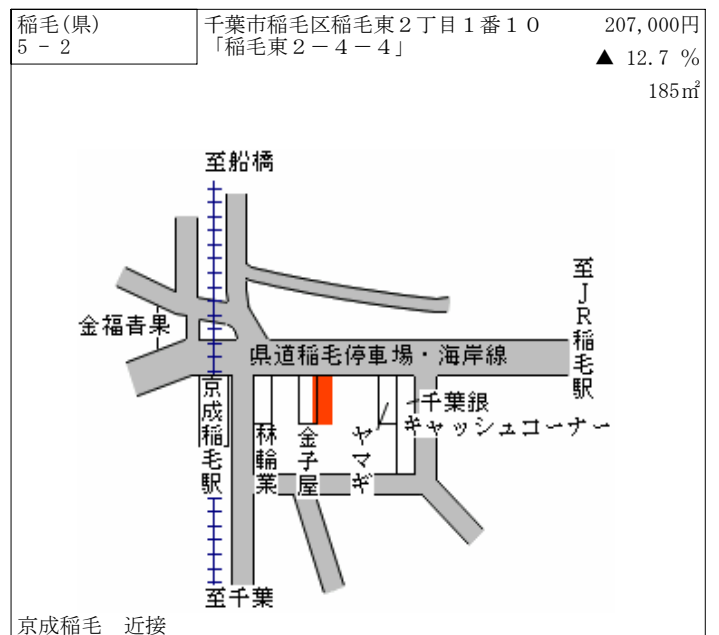 稲毛(県)
5 － 2
千葉市稲毛区稲毛東２丁目１番１０
「稲毛東２－４－４」
207,000円
▲ 12.7 %
185㎡
至船橋
至ＪＲ稲毛駅
金福青果
県道稲毛停車場・海岸線
京成稲毛駅
林輪業
金子屋
ヤマギ
千葉銀
キャッシュコーナー
至千葉
京成稲毛　近接